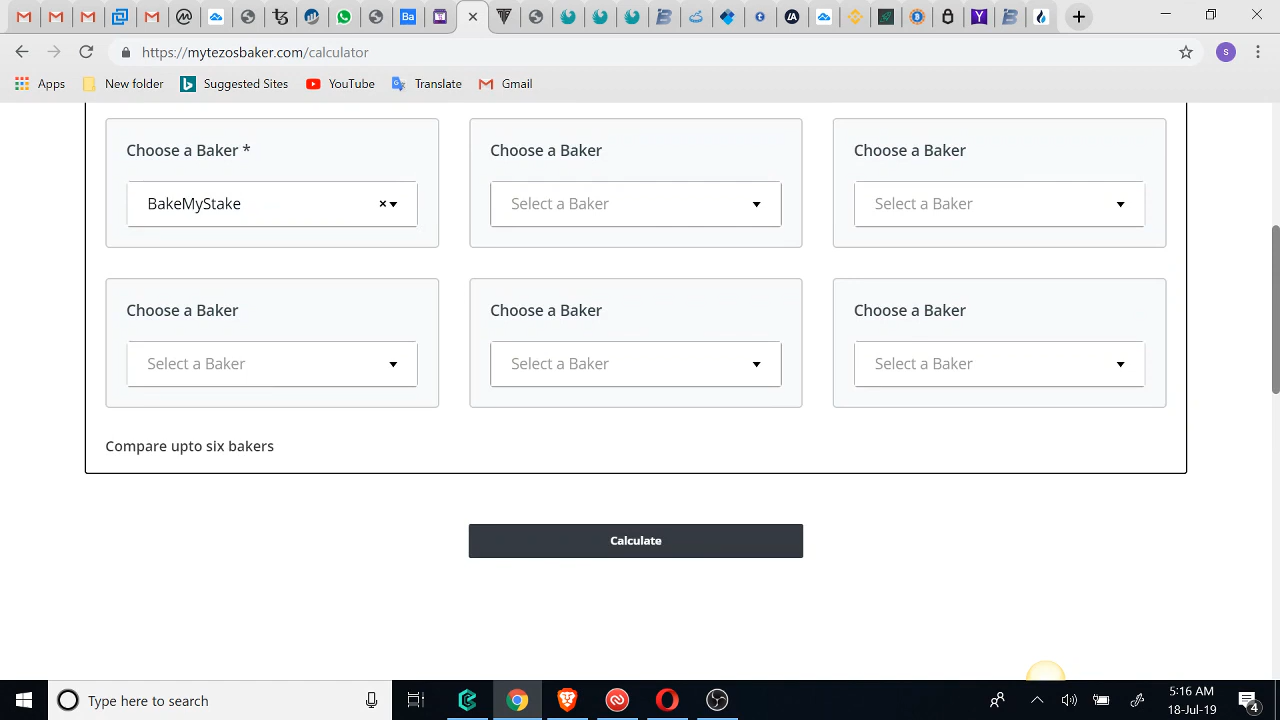 Ba
https://mytezosbaker.com/calculator
S
Apps
New folder
Suggested Sites
YouTube
Translate
Gmail
Choose a Baker *
Choose a Baker
Choose a Baker
BakeMyStake
×
Select a Baker
Select a Baker
Choose a Baker
Choose a Baker
Choose a Baker
Select a Baker
Select a Baker
Select a Baker
Compare upto six bakers
Calculate
Type here to search
5:16 AM
18-Jul-19
4